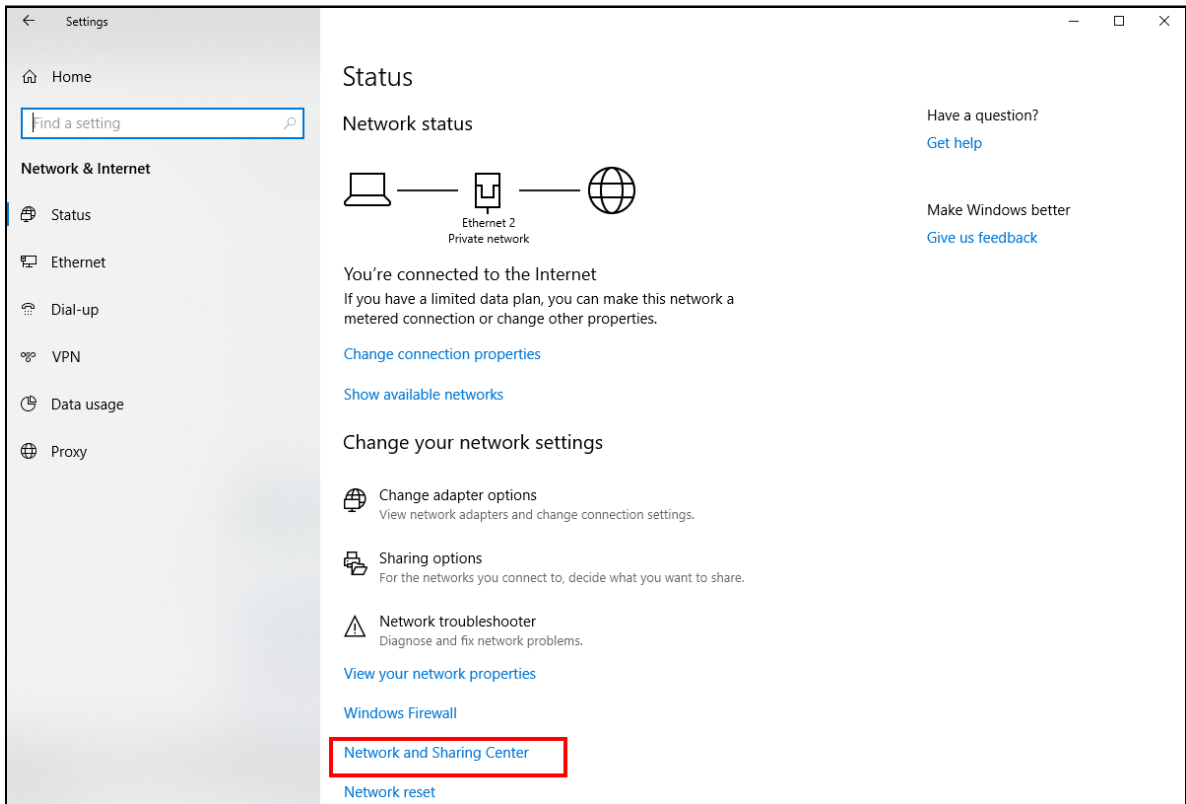 Settings
Home
Find a setting
Network & Internet
Status
Ethernet
Dial-up
VPN
Data usage
Proxy
Status
Network status
Ethernet 2
Private network
You're connected to the Internet
If you have a limited data plan, you can make this network a
metered connection or change other properties.
Change connection properties
Show available networks
Change your network settings
Change adapter options
View network adapters and change connection settings.
Sharing options
For the networks you connect to, decide what you want to share.
Network troubleshooter
Diagnose and fix network problems.
View your network properties
Windows Firewall
Network and Sharing Center
Network reset
Have a question?
Get help
Make Windows better
Give us feedback